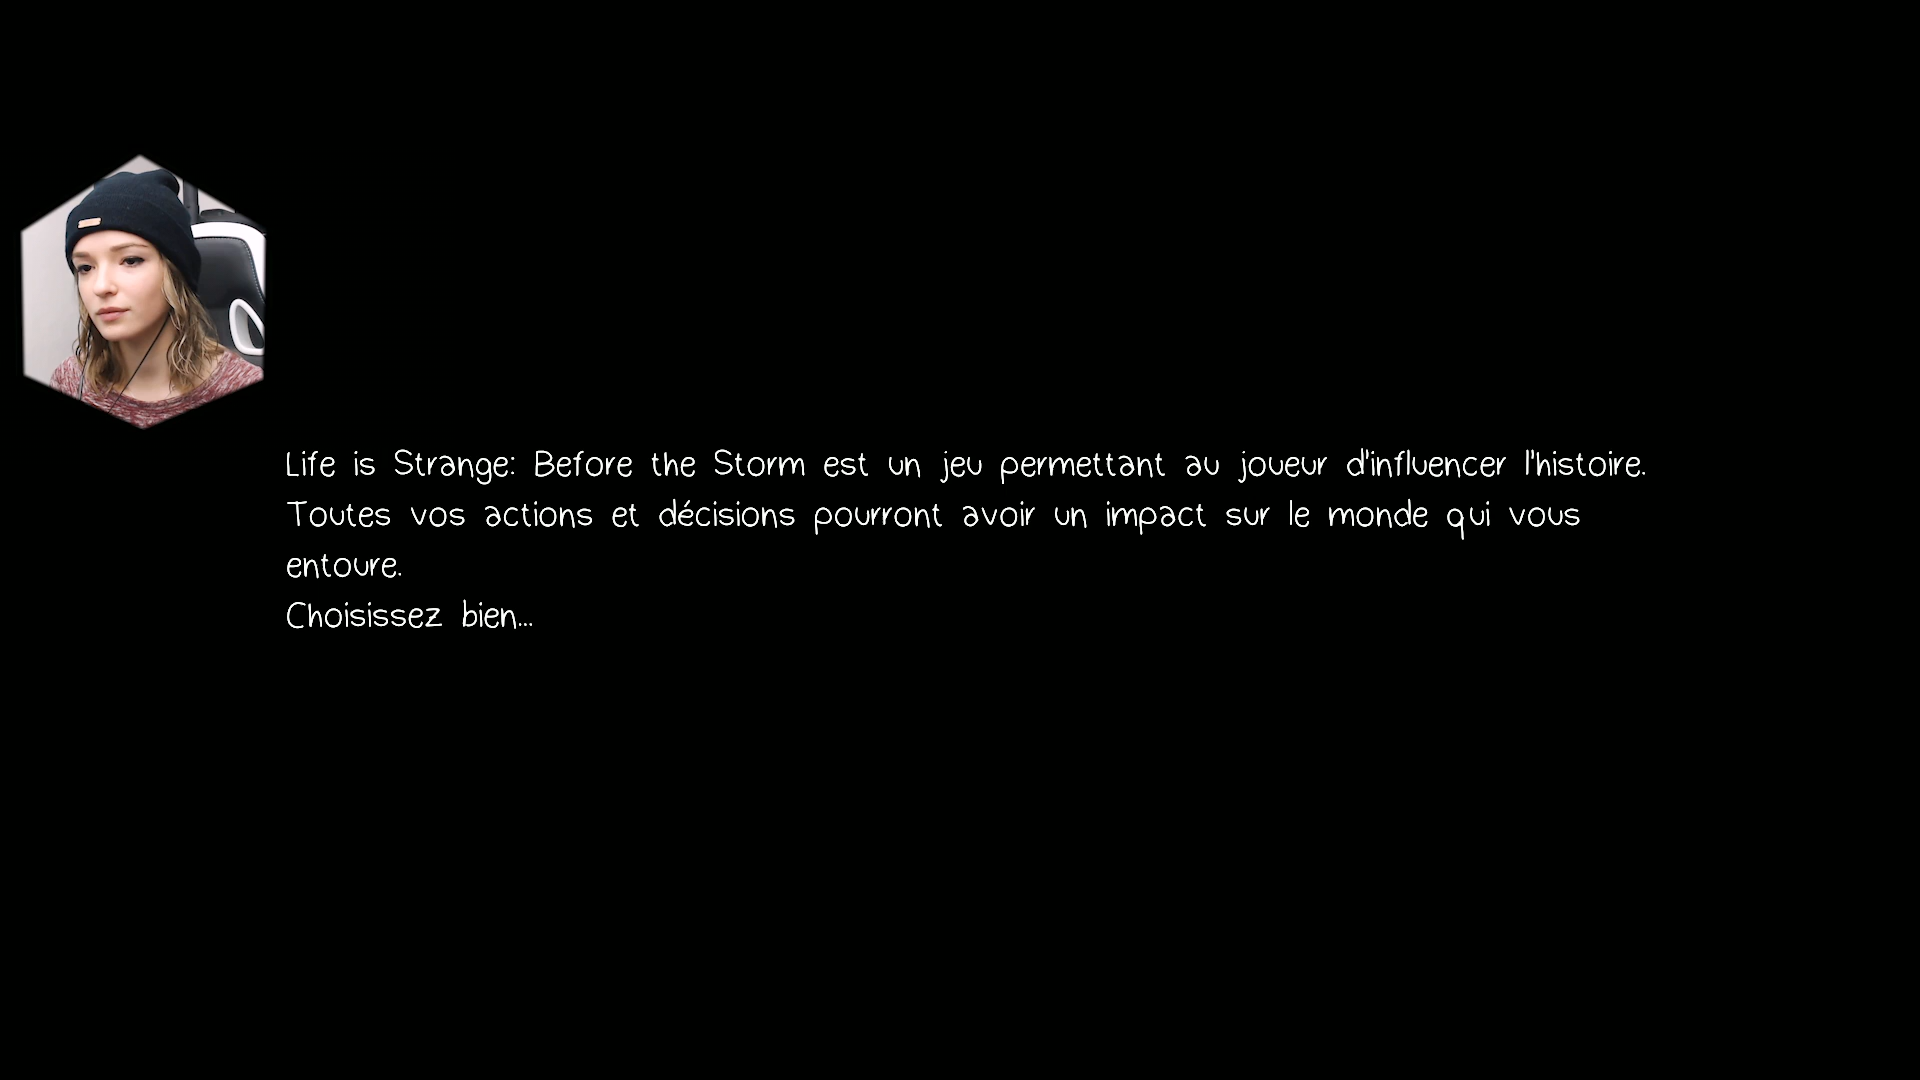 Life is Strange: Before the Storm est un jeu permettant au joueur d'influencer l'histoire.
Toutes vos actions et décisions pourront avoir un impact sur le monde qui vous
entoure.
Choisissez bien...